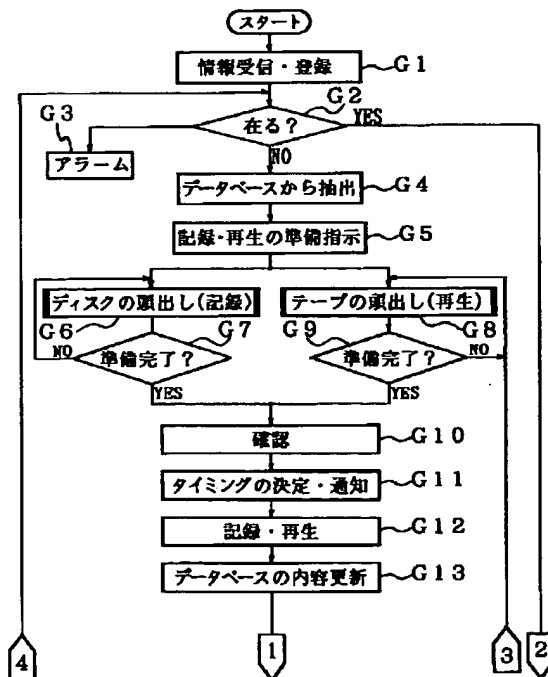 スタート
情報受信・登録 G1
G2
G3
在る?
YES
アラーム
NO
データベースから抽出 G4
記録・再生の準備指示 G5
ディスクの頭出し(記録)
テープの頭出し(再生)
G6
G7
G9
G8
NO
準備完了?
準備完了?
NO
YES
YES
確認 G10
タイミングの決定・通知 G11
記録・再生 G12
データベースの内容更新 G13
4
1
3
2